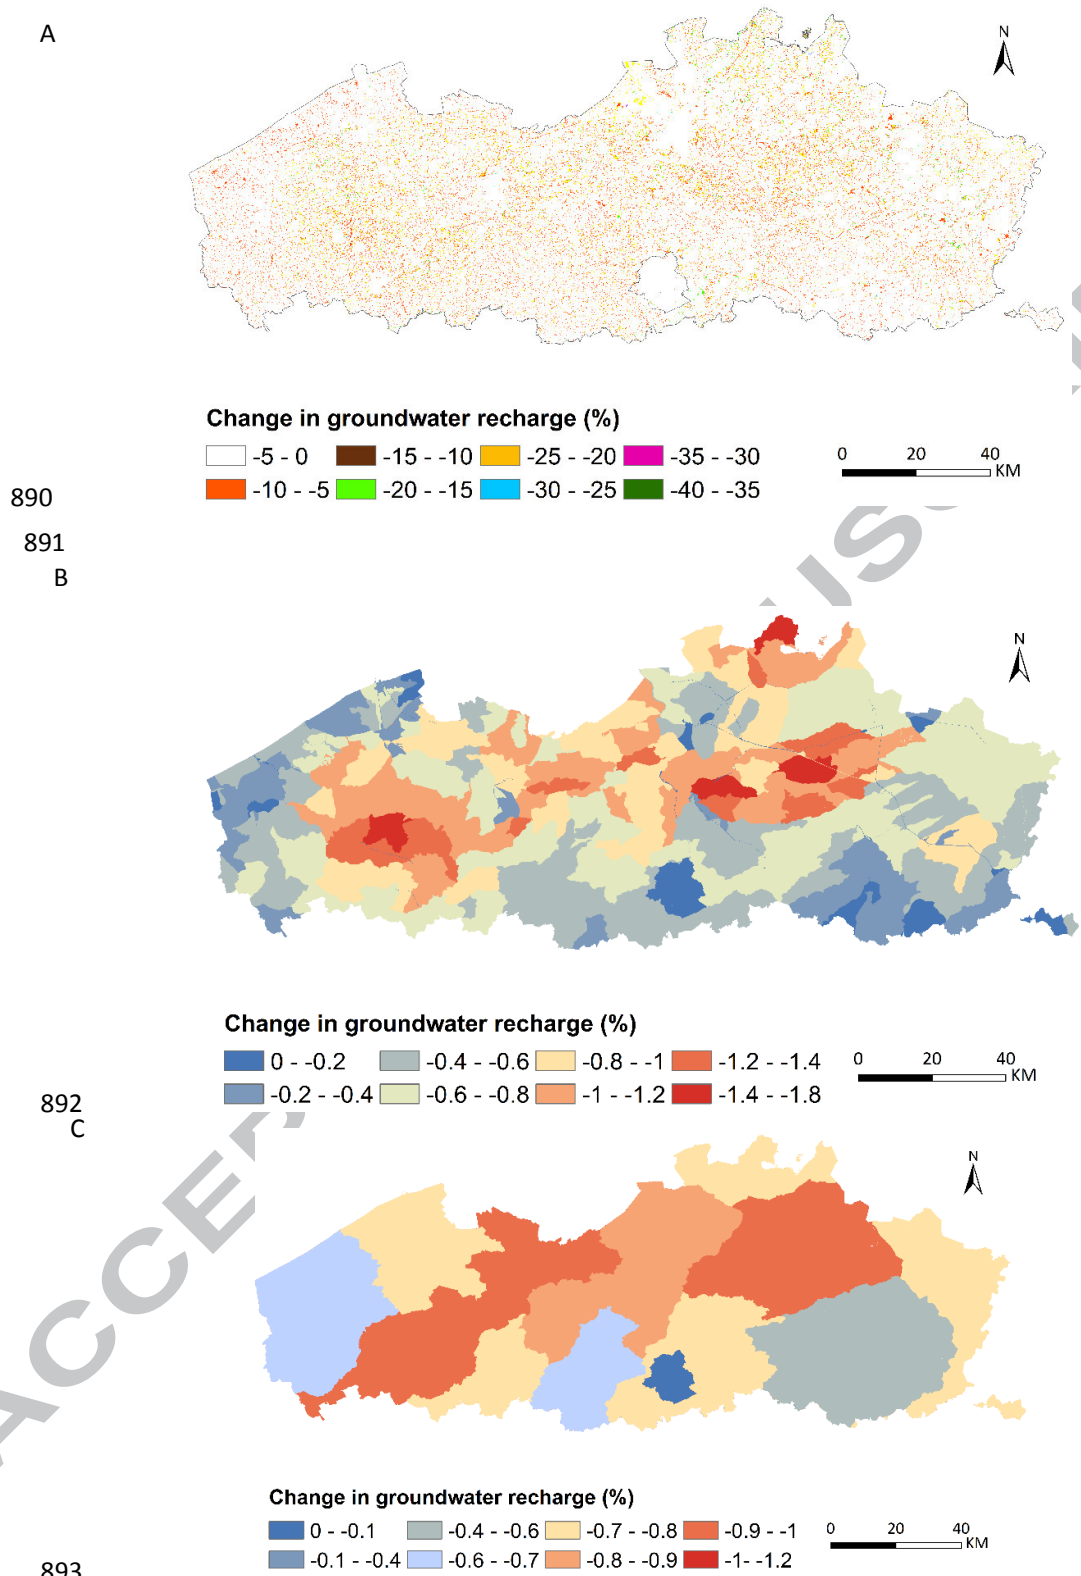 A
N
Change in groundwater recharge (%)
-5 - 0 -15 - -10 -25 - -20 -35 - -30
-10 - -5 -20 - -15 -30 - -25 -40 - -35
0 20 40
KM
890
891
B
N
Change in groundwater recharge (%)
0 - -0.2 -0.4 - -0.6 -0.8 - -1 -1.2 - -1.4
-0.2 - -0.4 -0.6 - -0.8 -1 - -1.2 -1.4 - -1.8
0 20 40
KM
892
C
N
Change in groundwater recharge (%)
0 - -0.1 -0.4 - -0.6 -0.7 - -0.8 -0.9 - -1
-0.1 - -0.4 -0.6 - -0.7 -0.8 - -0.9 -1- -1.2
0 20 40
KM
893
ACCE